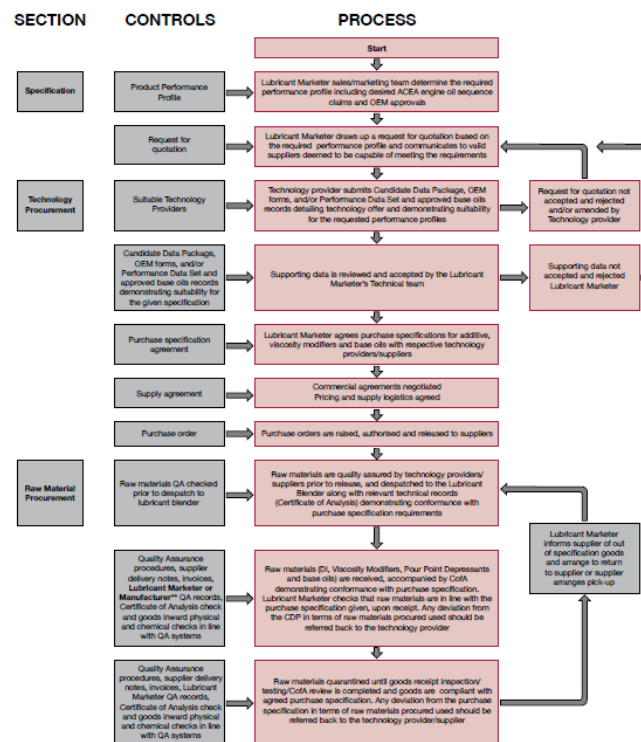 SECTION
CONTROLS
PROCESS
Start
Specification
Product Performance
Profile
Lubricant Marketer sales/marketing team determine the required
performance profile including desired ACEA engine oil sequence
claims and OEM approvals
Request for
quotation
Lubricant Marketer draws up a request for quotation based on
the required performance profile and communicates to valid
suppliers deemed to be capable of meeting the requirements
Technology
Procurement
Suitable Technology
Providers
Technology provider submits Candidate Data Package, OEM
forms, and/or Performance Data Set and approved base oils
records detailing technology offer and demonstrating suitability
for the requested performance profiles
Request for quotation not
accepted and rejected
and/or amended by
Technology provider
Candidate Data
Package, OEM
forms, and/or
Performance Data Set and
approved base oils records
demonstrating suitability for
the given specification
Supporting data is reviewed and accepted by the Lubricant
Marketer's Technical team
Supporting data not
accepted and rejected
Lubricant Marketer
Purchase specification
agreement
Lubricant Marketer agrees purchase specifications for additive,
viscosity modifiers and base oils with respective technology
providers/suppliers
Supply agreement
Commercial agreements negotiated
Pricing and supply logistics agreed
Purchase order
Purchase orders are raised, authorised and released to suppliers
Raw Material
Procurement
Raw materials QA checked
prior to despatch to
lubricant blender
Raw materials are quality assured by technology providers/
suppliers prior to release, and despatched to the Lubricant
Blender along with relevant technical records
(Certificate of Analysis) demonstrating conformance with
purchase specification requirements
Lubricant Marketer
informs supplier of out
of specification goods
and arrange to return
to supplier or supplier
arranges pick-up
Quality Assurance
procedures, supplier
delivery notes, invoices,
Lubricant Marketer or
Manufacturer** QA records,
Certificate of Analysis check
and goods inward physical
and chemical checks in line
with QA systems
Raw materials (DI, Viscosity Modifiers, Pour Point Depressants
and base oils) are received, accompanied by CofA
demonstrating conformance with purchase specification.
Lubricant Marketer checks that raw materials are in line with the
purchase specification given, upon receipt. Any deviation from
the CDP in terms of raw materials procured used should be
referred back to the technology provider
Quality Assurance
procedures, supplier delivery
notes, invoices, Lubricant
Marketer QA records,
Certificate of Analysis check
and goods inward physical
and chemical checks in line
with QA systems
Raw materials quarantined until goods receipt inspection/
testing/CofA review is completed and goods are compliant with
agreed purchase specification. Any deviation from the purchase
specification in terms of raw materials procured used should be
referred back to the technology provider/supplier